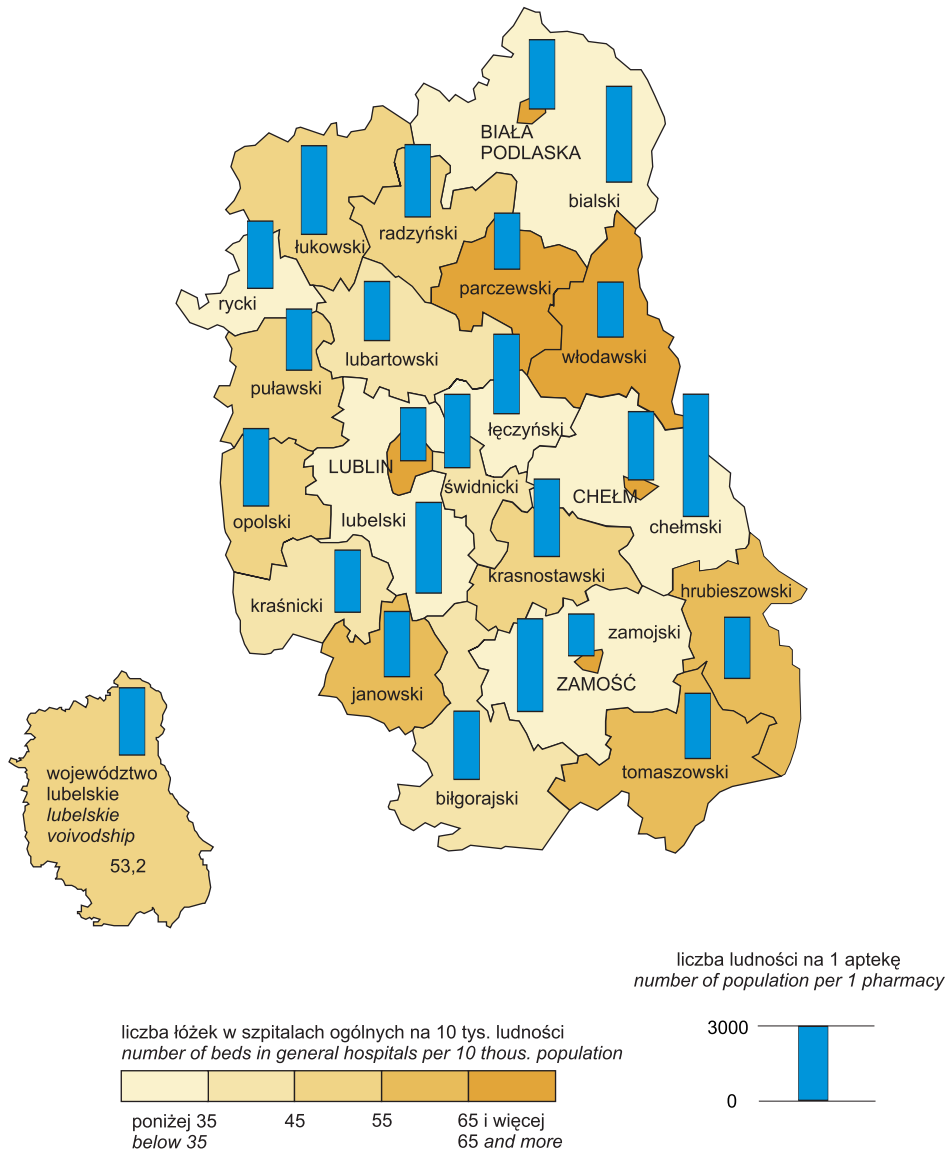 BIAŁA
PODLASKA
bialski
łukowski
radzyński
rycki
parczewski
lubartowski
włodawski
puławski
łęczyński
LUBLIN
świdnicki
CHEŁM
opolski
lubelski
chełmski
krasnostawski
kraśnicki
hrubieszowski
zamojski
janowski
ZAMOŚĆ
tomaszowski
biłgorajski
województwo
lubelskie
lubelskie
voivodship
53,2
liczba ludności na 1 aptekę
number of population per 1 pharmacy
3000
0
liczba łóżek w szpitalach ogólnych na 10 tys. ludności
number of beds in general hospitals per 10 thous. population
poniżej 35 45 55 65 i więcej
below 35 65 and more